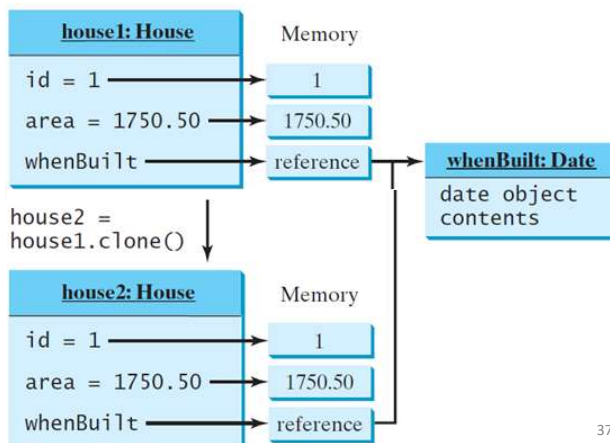 house1: House
Memory
id = 1
1
area = 1750.50
1750.50
whenBuilt
reference
whenBuilt: Date
date object
contents
house2 =
house1.clone()
house2: House
Memory
id = 1
1
area = 1750.50
1750.50
whenBuilt
reference
37